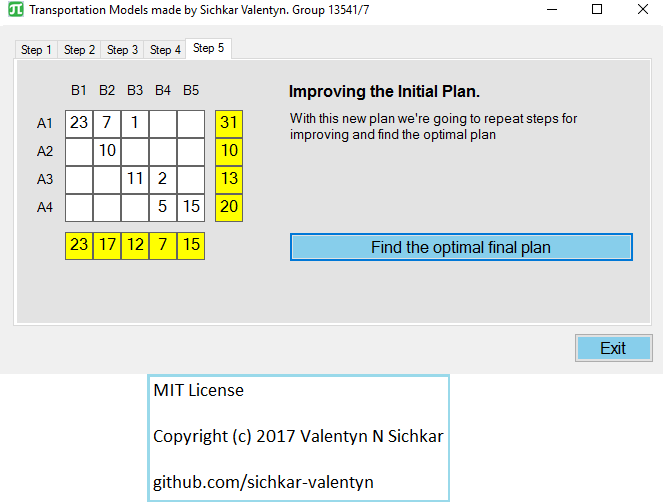 Transportation Models made by Sichkar Valentyn. Group 13541/7
Step 1 Step 2 Step 3 Step 4 Step 5
B1 B2 B3 B4 B5
A1 23 7 1 31
A2 10 10
A3 11 2 13
A4 5 15 20
23 17 12 7 15
Improving the Initial Plan.
With this new plan we're going to repeat steps for
improving and find the optimal plan
Find the optimal final plan
Exit
MIT License
Copyright (c) 2017 Valentyn N Sichkar
github.com/sichkar-valentyn